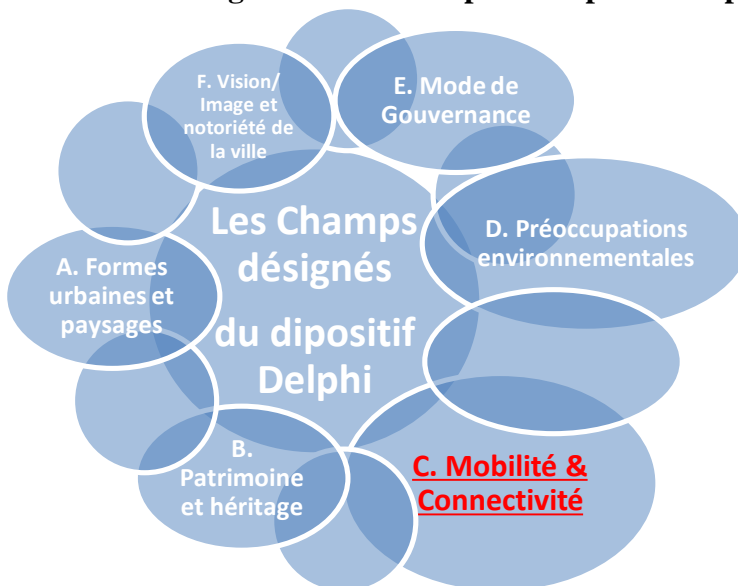 F. Vision/
Image et
notoriété de
la ville
E. Mode de
Gouvernance
Les Champs
désignés
du dipositif
Delphi
D. Préoccupations
environnementales
A. Formes
urbaines et
paysages
B.
Patrimoine
et héritage
C. Mobilité &
Connectivité